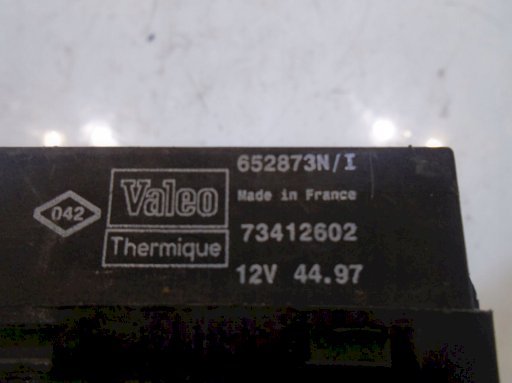 042
Valeo
Thermique
652873N/I
Made in France
73412602
12V 44.97